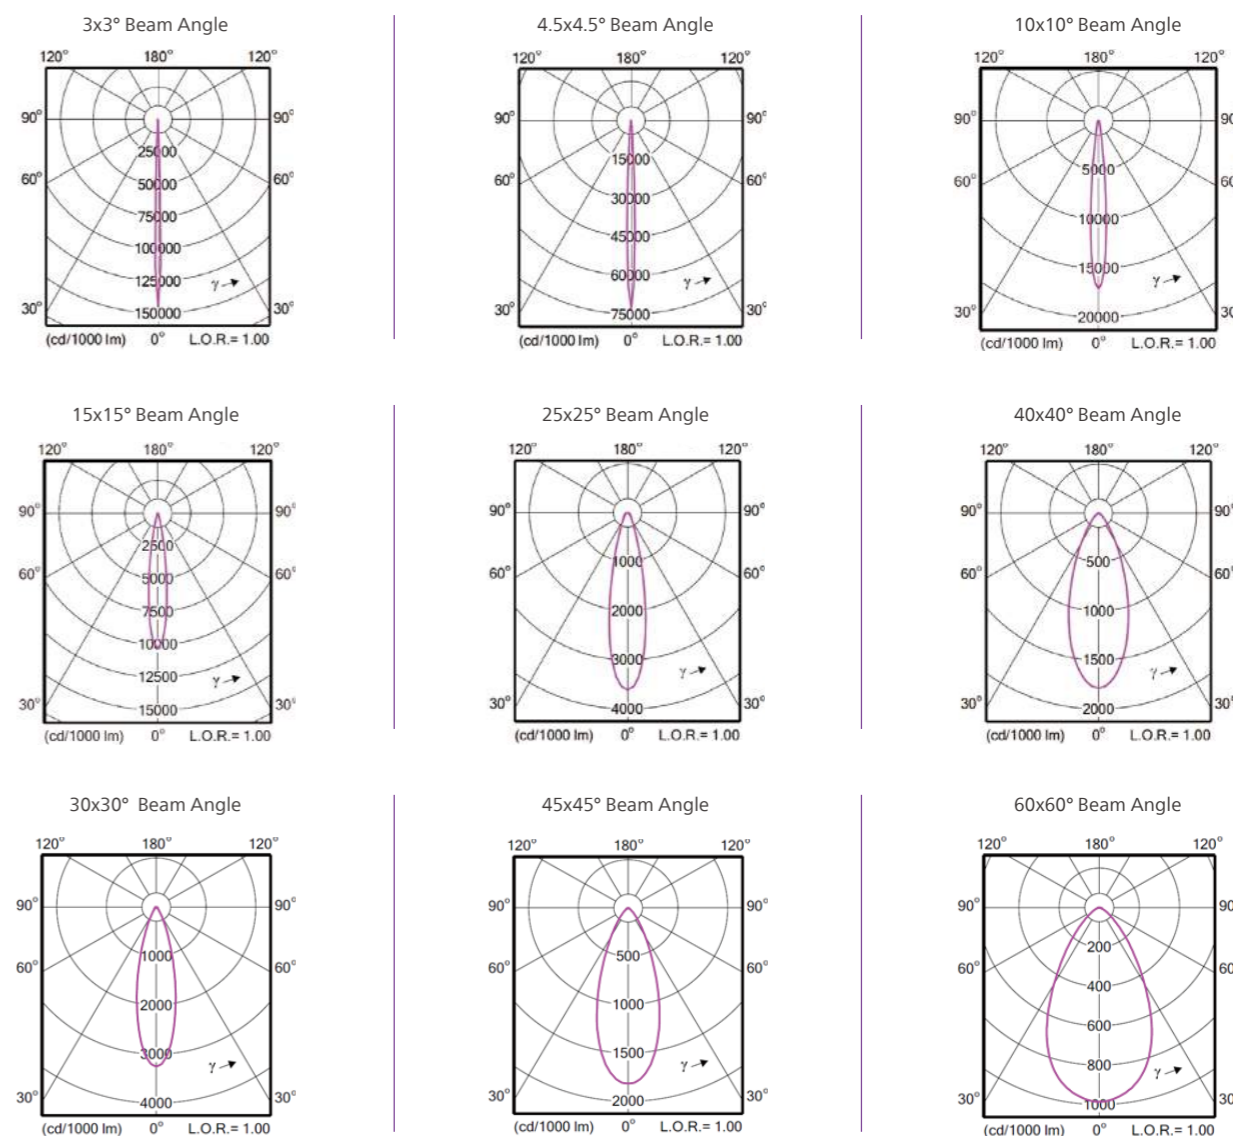 3x3° Beam Angle
120° 180° 120°
90° 90°
25000
60° 50000 60°
75000
100000
125000 γ
30° 150000 30°
(cd/1000 lm) 0° L.O.R.= 1.00
4.5x4.5° Beam Angle
120° 180° 120°
90° 90°
15000
60° 60°
30000
45000
60000 γ
30° 75000 30°
(cd/1000 lm) 0° L.O.R.= 1.00
10x10° Beam Angle
120° 180° 120°
90° 90
5000
60° 60
10000
15000 γ
30° 20000 30
(cd/1000 lm) 0° L.O.R.= 1.00
15x15° Beam Angle
120° 180° 120°
90° 90°
2500
60° 5000 60°
7500
10000
12500 γ
30° 15000 30°
(cd/1000 lm) 0° L.O.R.= 1.00
25x25° Beam Angle
120° 180° 120°
90° 90°
1000
60° 60°
2000
3000 γ
30° 4000 30°
(cd/1000 lm) 0° L.O.R.= 1.00
40x40° Beam Angle
120° 180° 120°
90° 90°
500
60° 60°
1000
1500 γ
30° 2000 30°
(cd/1000 lm) 0° L.O.R.= 1.00
30x30° Beam Angle
120° 180° 120°
90° 90°
1000
60° 60°
2000
3000 γ
30° 4000 30°
(cd/1000 lm) 0° L.O.R.= 1.00
45x45° Beam Angle
120° 180° 120°
90° 90°
500
60° 60°
1000
1500 γ
30° 2000 30°
(cd/1000 lm) 0° L.O.R.= 1.00
60x60° Beam Angle
120° 180° 120°
90° 90
200
60° 60
400
600
800 γ
30° 1000 30
(cd/1000 lm) 0° L.O.R.= 1.00